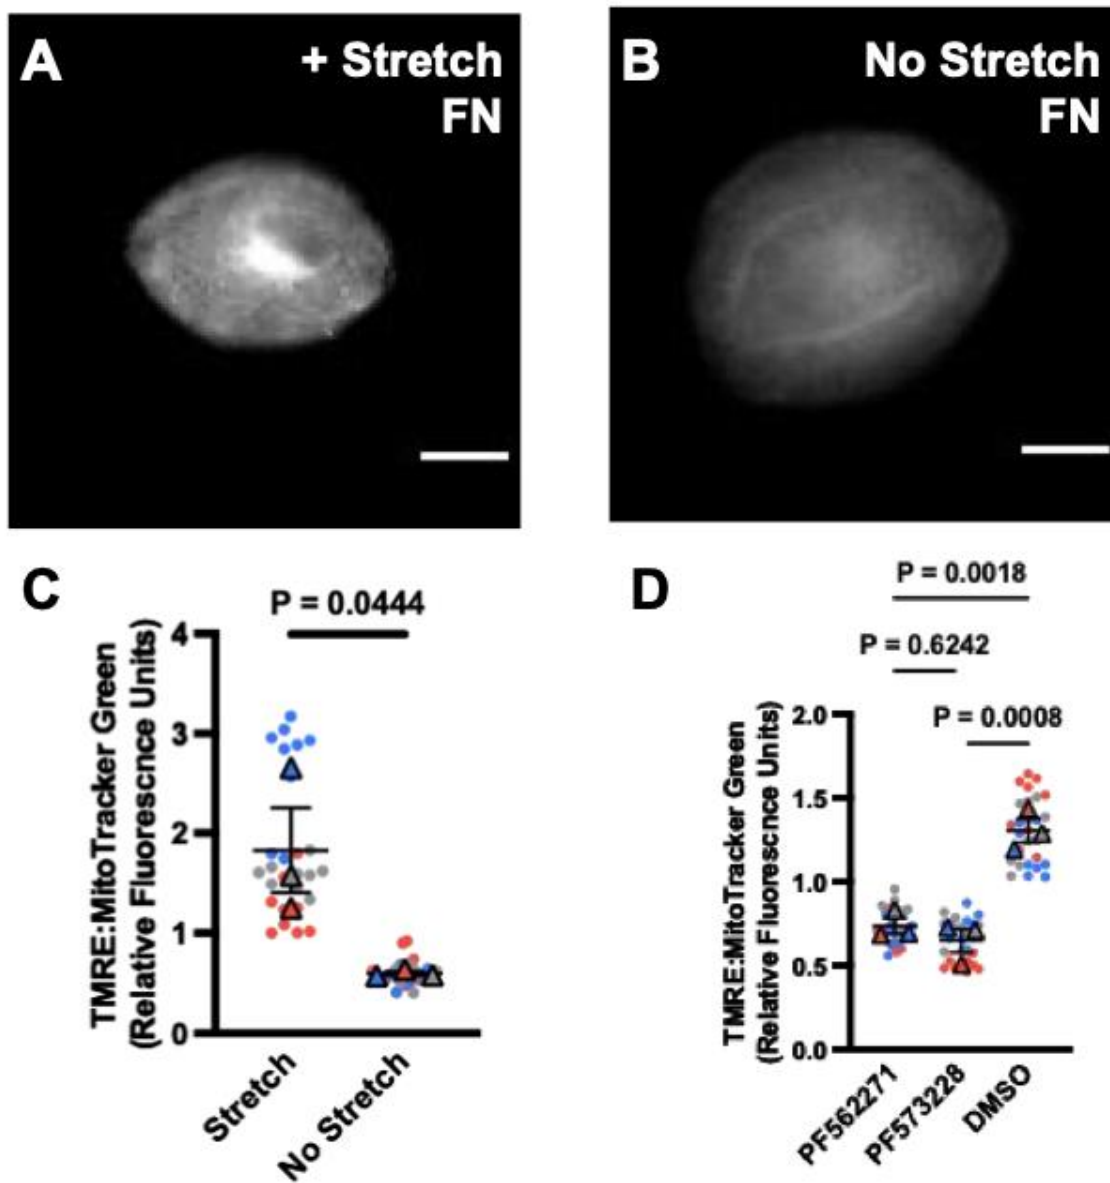 A
+ Stretch
FN
B
No Stretch
FN
C
P = 0.0444
TMRE:MitoTracker Green
(Relative Fluorescnce Units)
4
3
2
1
0
Stretch
No Stretch
D
P = 0.0018
P = 0.6242
P = 0.0008
TMRE:MitoTracker Green
(Relative Fluorescnce Units)
2.0
1.5
1.0
0.5
0.0
PF562271
PF573228
DMSO